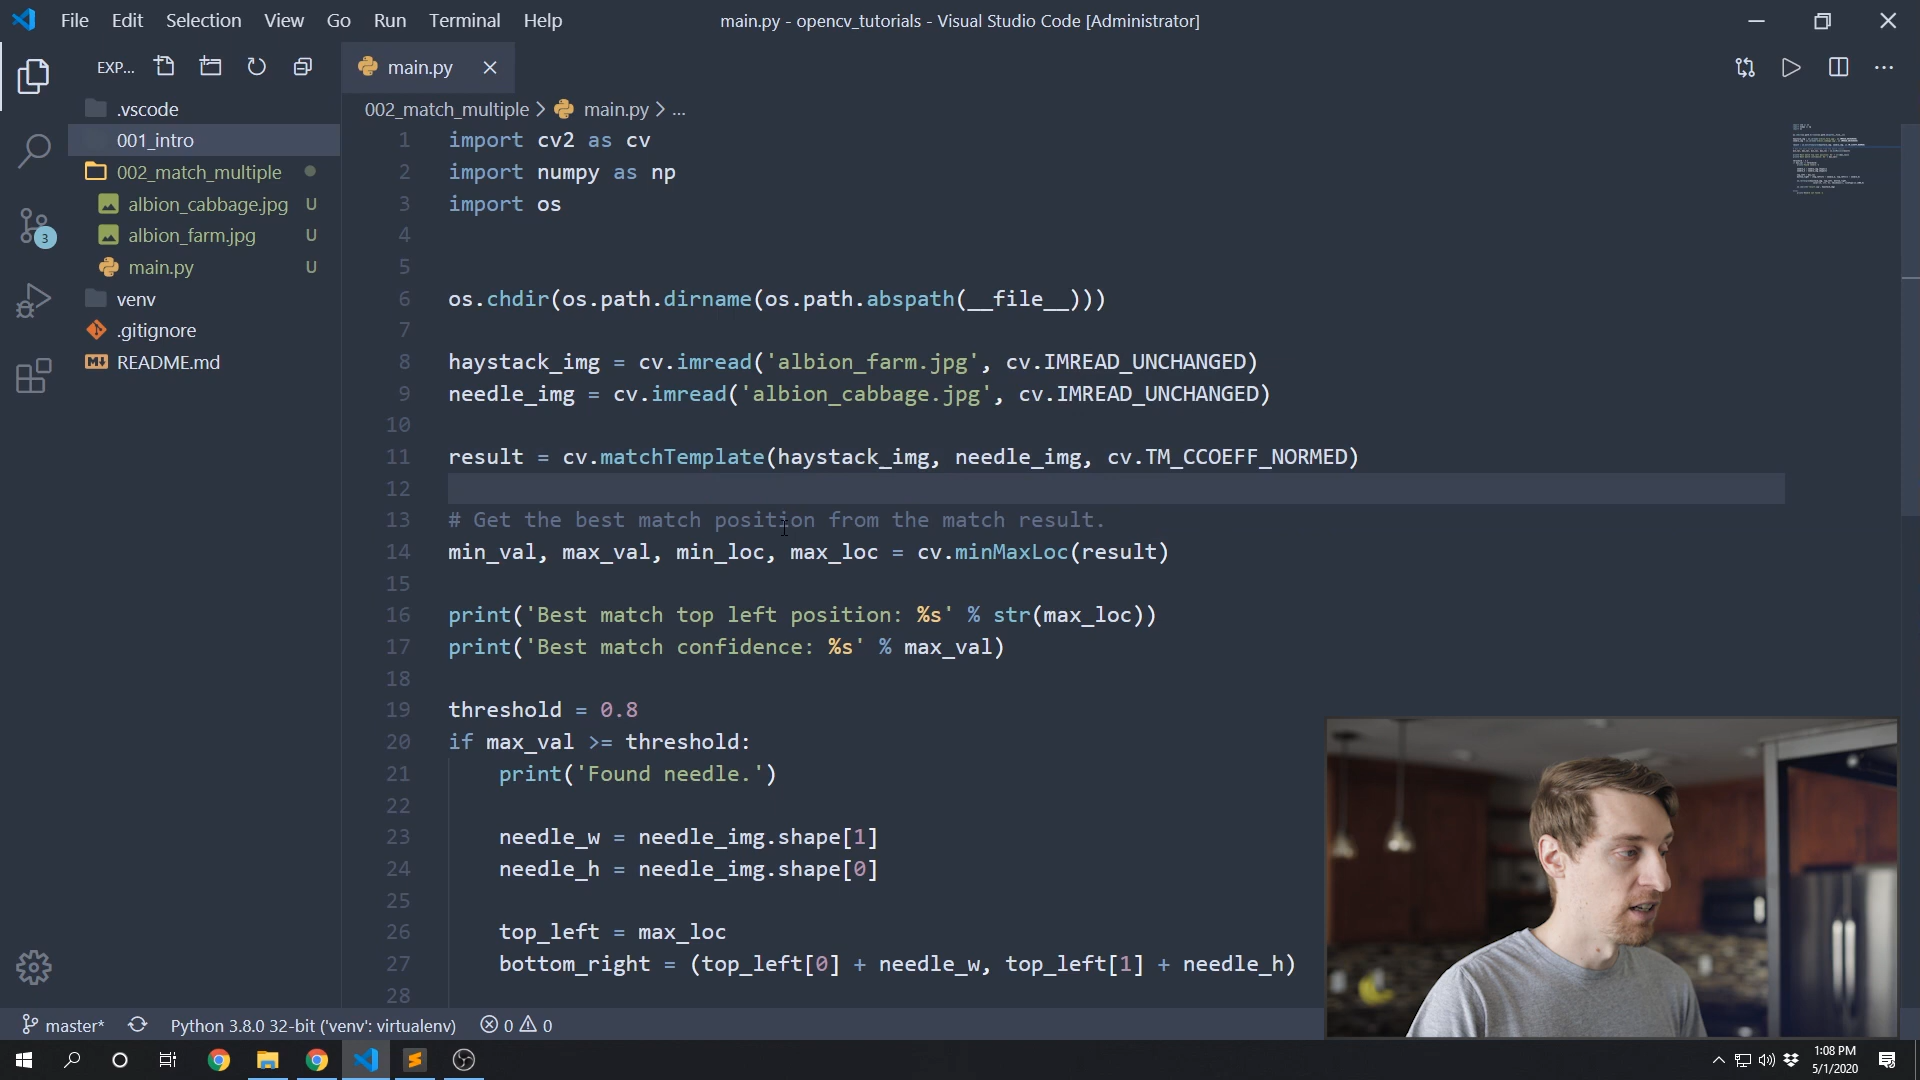 File Edit Selection View Go Run Terminal Help
main.py - opencv_tutorials - Visual Studio Code [Administrator]
EXP...
main.py
.vscode
001_intro
002_match_multiple
albion_cabbage.jpg U
albion_farm.jpg U
main.py U
venv
.gitignore
README.md
3
002_match_multiple > main.py > ...
1 import cv2 as cv
2 import numpy as np
3 import os
4
5
6 os.chdir(os.path.dirname(os.path.abspath(__file__)))
7
8 haystack_img = cv.imread('albion_farm.jpg', cv.IMREAD_UNCHANGED)
9 needle_img = cv.imread('albion_cabbage.jpg', cv.IMREAD_UNCHANGED)
10
11 result = cv.matchTemplate(haystack_img, needle_img, cv.TM_CCOEFF_NORMED)
12
13 # Get the best match position from the match result.
14 min_val, max_val, min_loc, max_loc = cv.minMaxLoc(result)
15
16 print('Best match top left position: %s' % str(max_loc))
17 print('Best match confidence: %s' % max_val)
18
19 threshold = 0.8
20 if max_val >= threshold:
21 print('Found needle.')
22
23 needle_w = needle_img.shape[1]
24 needle_h = needle_img.shape[0]
25
26 top_left = max_loc
27 bottom_right = (top_left[0] + needle_w, top_left[1] + needle_h)
28
master* Python 3.8.0 32-bit ('venv': virtualenv) 0 0
1:08 PM
5/1/2020